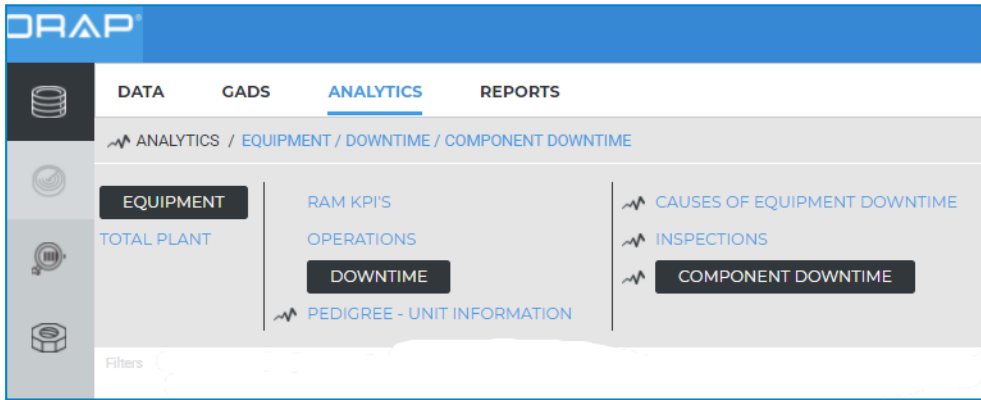 ORAP
DATA GADS ANALYTICS REPORTS
ANALYTICS / EQUIPMENT / DOWNTIME / COMPONENT DOWNTIME
EQUIPMENT
TOTAL PLANT
RAM KPI'S
OPERATIONS
DOWNTIME
PEDIGREE - UNIT INFORMATION
CAUSES OF EQUIPMENT DOWNTIME
INSPECTIONS
COMPONENT DOWNTIME
Filters